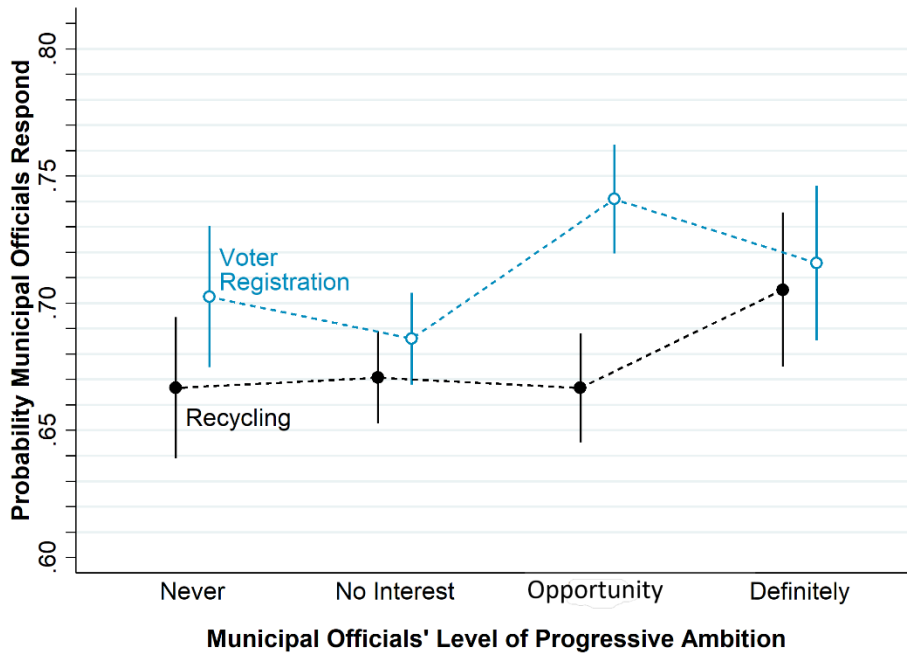 Probability Municipal Officials Respond
.80
.75
.70
.65
.60
Voter
Registration
Recycling
Never No Interest Opportunity Definitely
Municipal Officials' Level of Progressive Ambition